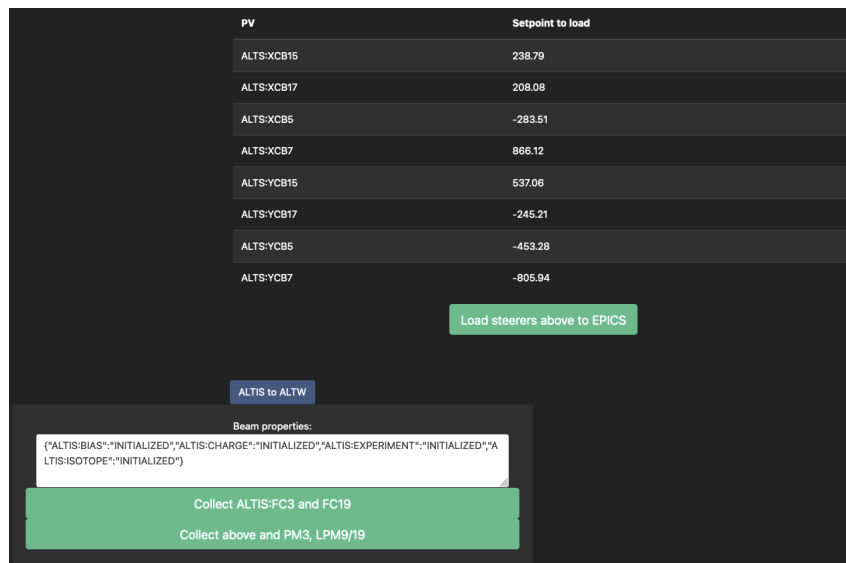 PV Setpoint to load
ALTS:XCB15 238.79
ALTS:XCB17 208.08
ALTS:XCB5 -283.51
ALTS:XCB7 866.12
ALTS:YCB15 537.06
ALTS:YCB17 -245.21
ALTS:YCB5 -453.28
ALTS:YCB7 -805.94
Load steerers above to EPICS
ALTIS to ALTW
Beam properties:
{"ALTIS:BIAS":"INITIALIZED","ALTIS:CHARGE":"INITIALIZED","ALTIS:EXPERIMENT":"INITIALIZED","A
LTIS:ISOTOPE":"INITIALIZED"}
Collect ALTIS:FC3 and FC19
Collect above and PM3, LPM9/19